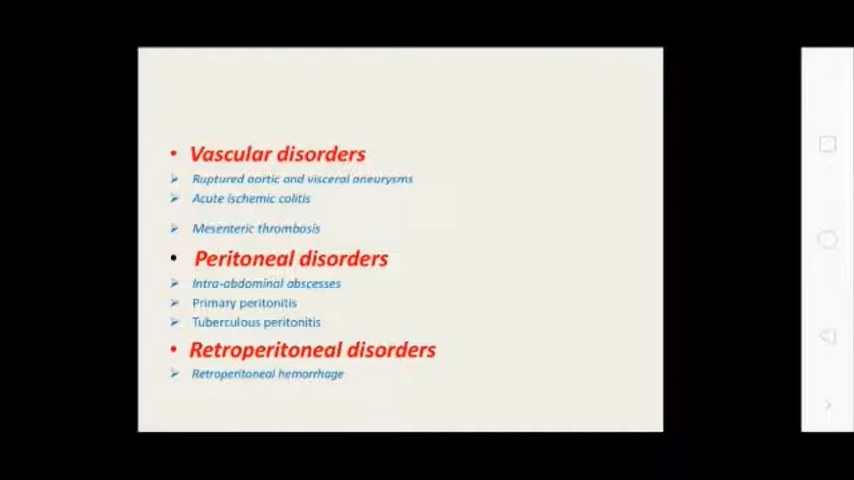 • Vascular disorders
➢ Ruptured aortic and visceral aneurysms
➢ Acute ischemic colitis
➢ Mesenteric thrombosis
• Peritoneal disorders
➢ Intra-abdominal abscesses
➢ Primary peritonitis
➢ Tuberculous peritonitis
• Retroperitoneal disorders
➢ Retroperitoneal hemorrhage